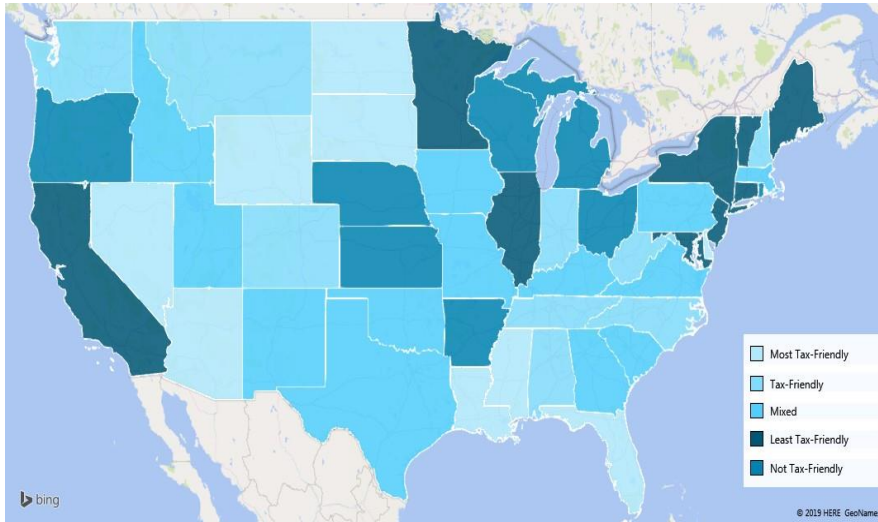 Most Tax-Friendly
Tax-Friendly
Mixed
Least Tax-Friendly
Not Tax-Friendly
bing
© 2019 HERE GeoName